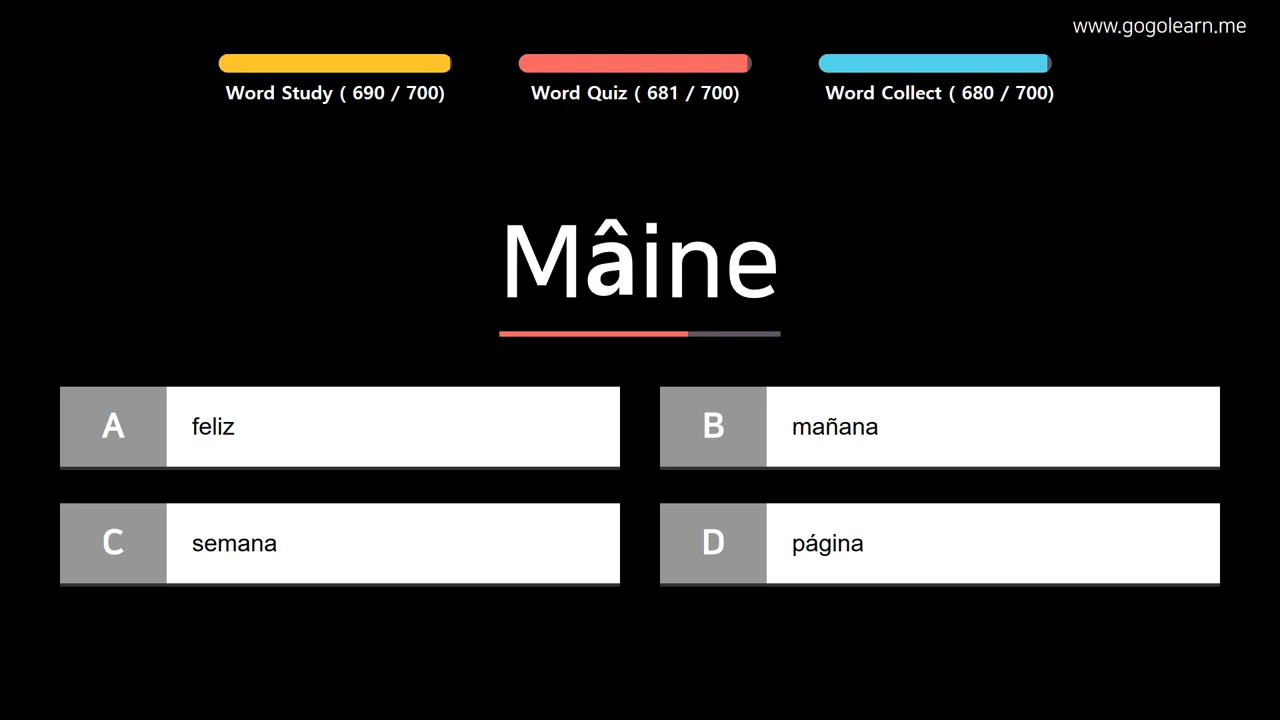 www.gogolearn.me
Word Study ( 690 / 700)
Word Quiz ( 681 / 700)
Word Collect ( 680 / 700)
Mâine
A feliz
B mañana
C semana
D página